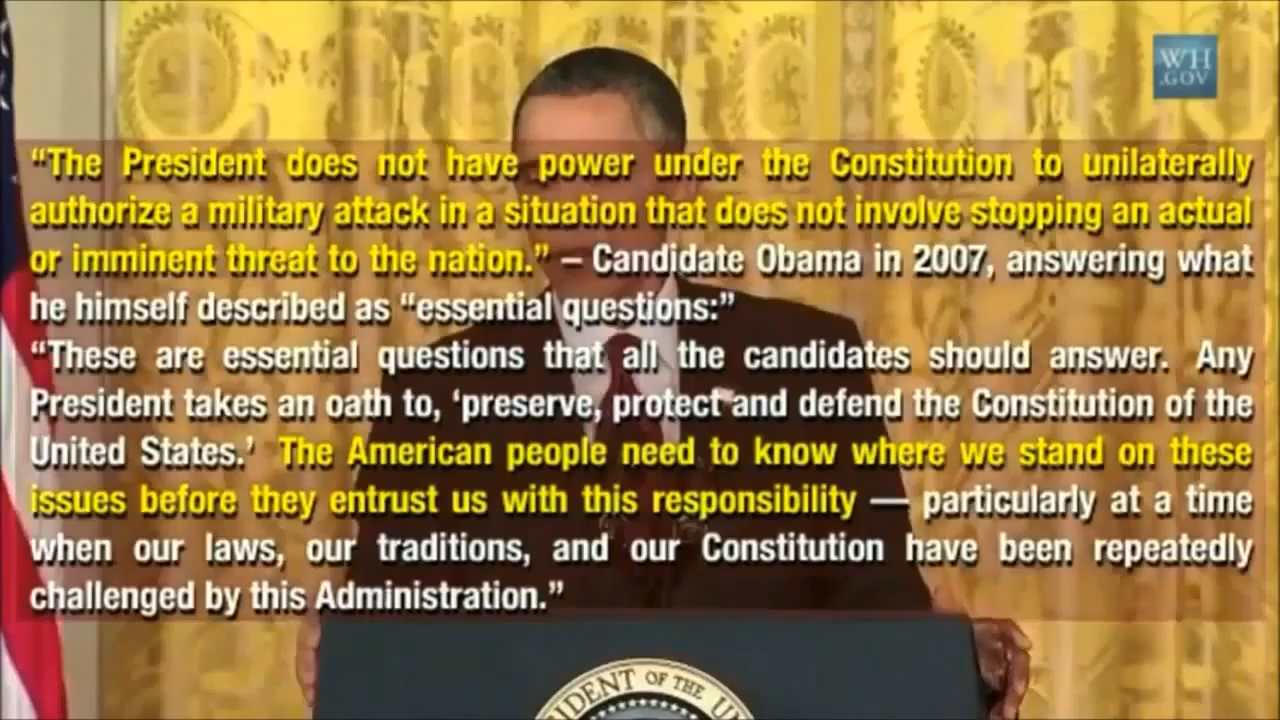 WH
.GOV
“The President does not have power under the Constitution to unilaterally
authorize a military attack in a situation that does not involve stopping an actual
or imminent threat to the nation.” – Candidate Obama in 2007, answering what
he himself described as “essential questions:”
“These are essential questions that all the candidates should answer. Any
President takes an oath to, ‘preserve, protect and defend the Constitution of the
United States.’ The American people need to know where we stand on these
issues before they entrust us with this responsibility — particularly at a time
when our laws, our traditions, and our Constitution have been repeatedly
challenged by this Administration.”
IDENT OF THE U